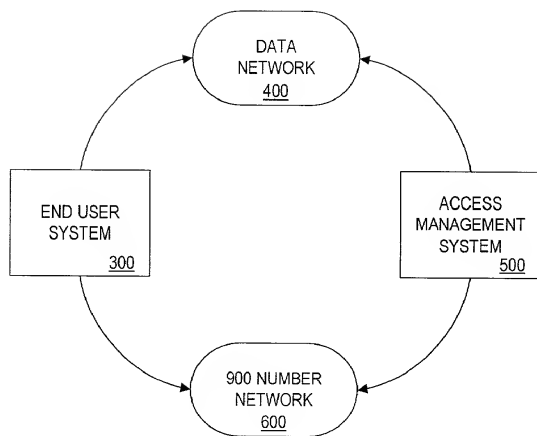 DATA
NETWORK
400
END USER
SYSTEM
300
ACCESS
MANAGEMENT
SYSTEM
500
900 NUMBER
NETWORK
600